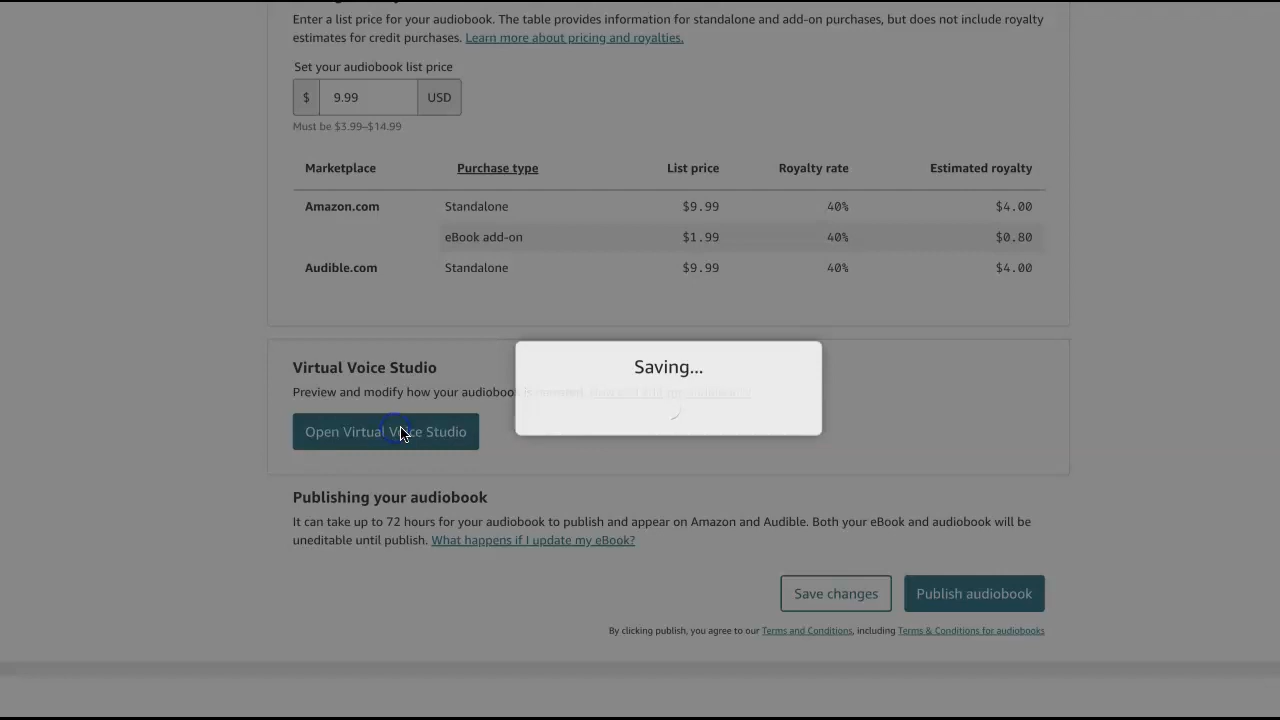 Enter a list price for your audiobook. The table provides information for standalone and add-on purchases, but does not include royalty
estimates for credit purchases. Learn more about pricing and royalties.
Set your audiobook list price
$ 9.99 USD
Must be $3.99–$14.99
Marketplace Purchase type List price Royalty rate Estimated royalty
Amazon.com Standalone $9.99 40% $4.00
eBook add-on $1.99 40% $0.80
Audible.com Standalone $9.99 40% $4.00
Virtual Voice Studio
Saving...
Preview and modify how your audiobook
Open Virtual Voice Studio
Publishing your audiobook
It can take up to 72 hours for your audiobook to publish and appear on Amazon and Audible. Both your eBook and audiobook will be
uneditable until publish. What happens if I update my eBook?
Save changes Publish audiobook
By clicking publish, you agree to our Terms and Conditions, including Terms & Conditions for audiobooks